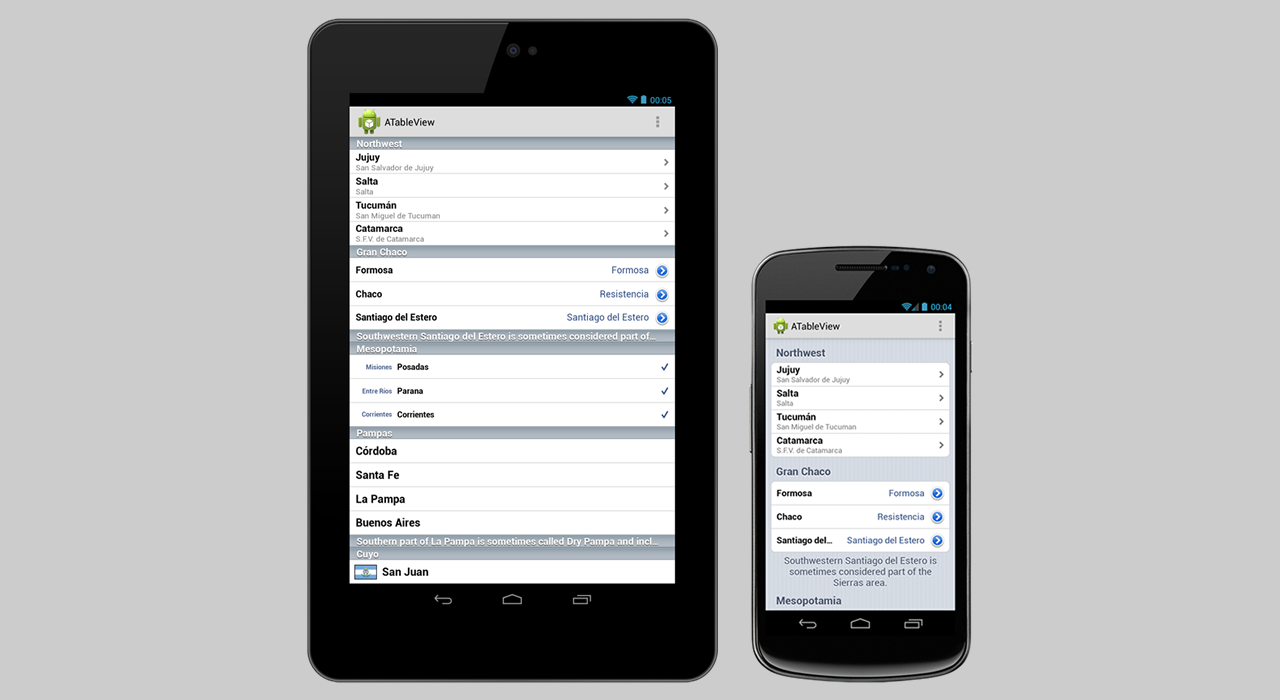 00:05
ATableView
Northwest
Jujuy
San Salvador de Jujuy
Salta
Salta
Tucumán
San Miguel de Tucuman
Catamarca
S.F.V. de Catamarca
Gran Chaco
Formosa Formosa
Chaco Resistencia
Santiago del Estero Santiago del Estero
Southwestern Santiago del Estero is sometimes considered part of...
Mesopotamia
Misiones Posadas
Entre Rios Parana
Corrientes Corrientes
Pampas
Córdoba
Santa Fe
La Pampa
Buenos Aires
Southern part of La Pampa is sometimes called Dry Pampa and incl...
Cuyo
San Juan
00:04
ATableView
Northwest
Jujuy
San Salvador de Jujuy
Salta
Salta
Tucumán
San Miguel de Tucuman
Catamarca
S.F.V. de Catamarca
Gran Chaco
Formosa Formosa
Chaco Resistencia
Santiago del... Santiago del Estero
Southwestern Santiago del Estero is
sometimes considered part of the
Sierras area.
Mesopotamia